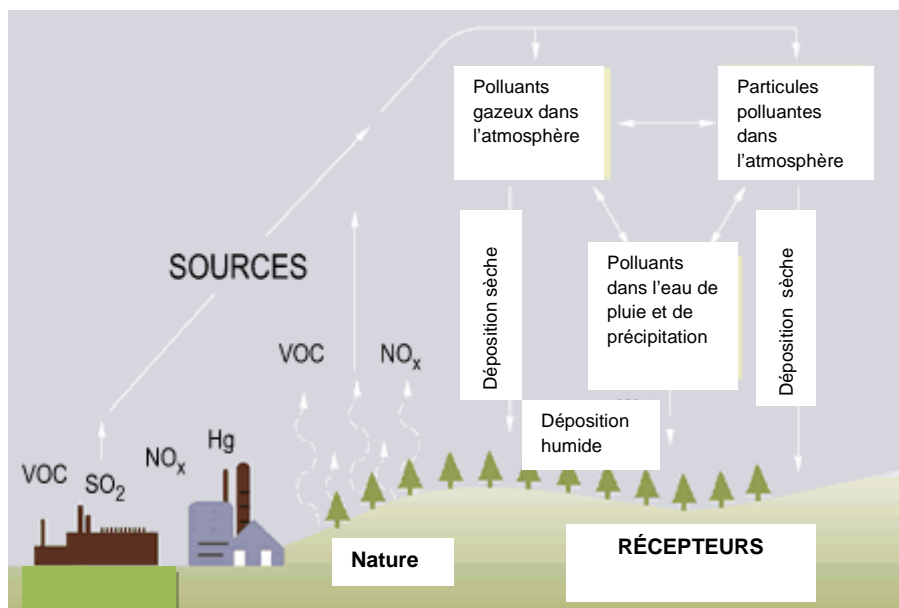 Polluants
gazeux dans
l'atmosphère
Particules
polluantes
dans
l'atmosphère
SOURCES
Déposition sèche
Polluants
dans l'eau de
pluie et de
précipitation
Déposition sèche
VOC
NOx
Déposition
humide
VOC
SO2
NOx
Hg
Nature
RÉCEPTEURS